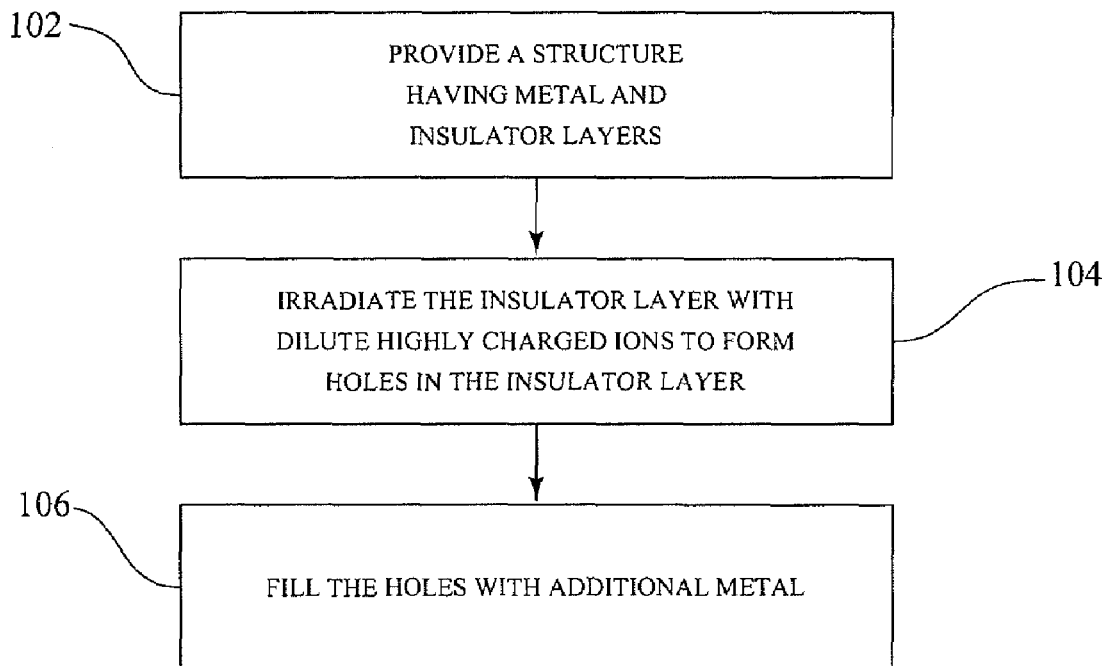 102
PROVIDE A STRUCTURE
HAVING METAL AND
INSULATOR LAYERS
104
IRRADIATE THE INSULATOR LAYER WITH
DILUTE HIGHLY CHARGED IONS TO FORM
HOLES IN THE INSULATOR LAYER
106
FILL THE HOLES WITH ADDITIONAL METAL